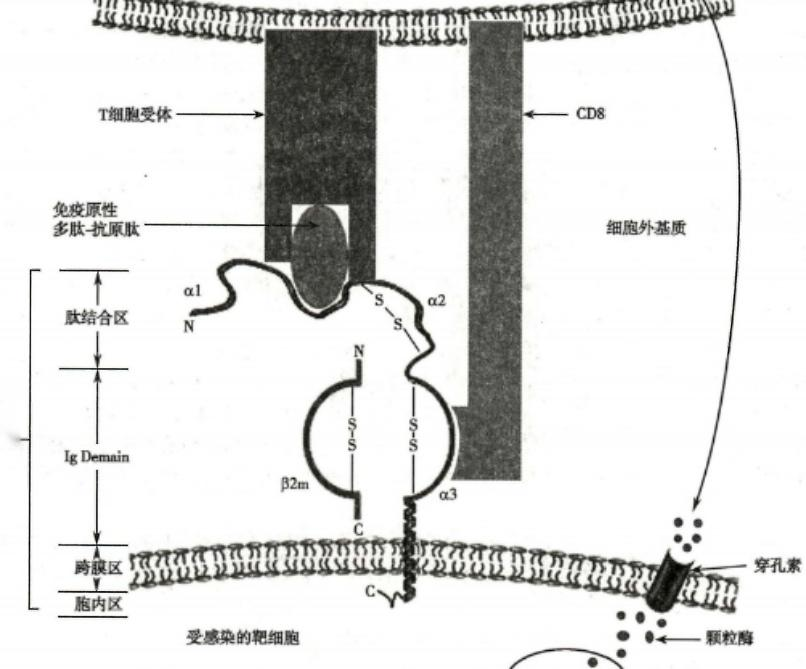 T细胞受体
CD8
免疫原性
多肽-抗原肽
细胞外基质
α1
α2
N
S
S
肽结合区
N
S
S
S
S
Ig Demain
β2m
α3
C
跨膜区
穿孔素
C
胞内区
受感染的靶细胞
颗粒酶